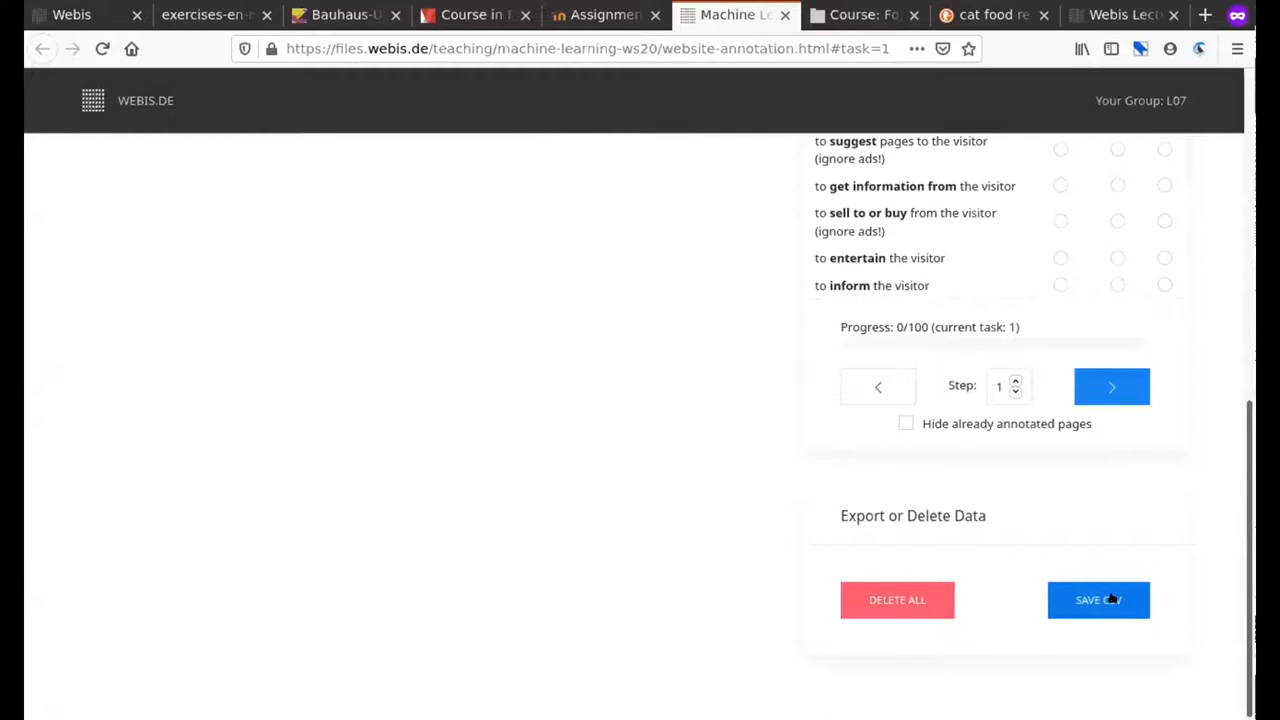 Webis
exercises-en
Bauhaus-U
Course in
Assessmen
Machine Le
Course: Fo
cat food re
Webis Lect
https://files.webis.de/teaching/machine-learning-ws20/website-annotation.html#task=1
WEBIS.DE
Your Group: L07
to suggest pages to the visitor
(ignore ads!)
to get information from the visitor
to sell to or buy from the visitor
(ignore ads!)
to entertain the visitor
to inform the visitor
Progress: 0/100 (current task: 1)
Step: 1
Hide already annotated pages
Export or Delete Data
DELETE ALL
SAVE CSV